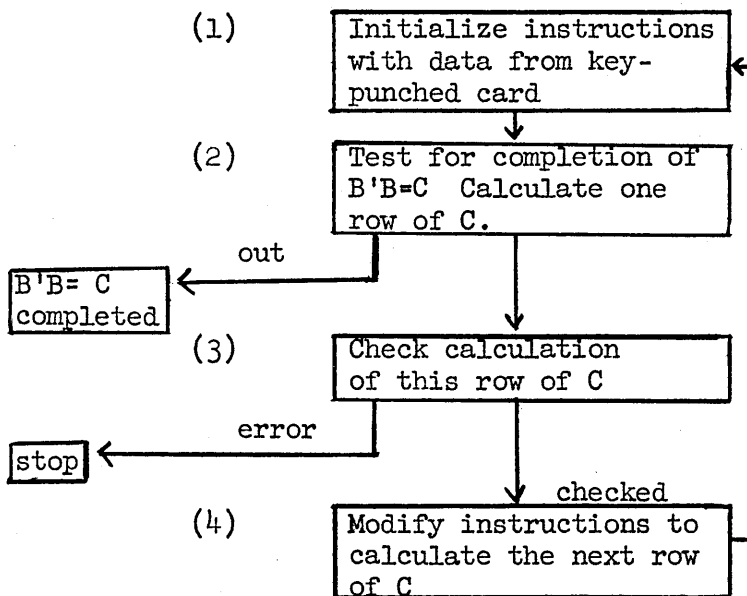 (1)
Initialize instructions
with data from key-
punched card
(2)
Test for completion of
B'B=C Calculate one
row of C.
out
B'B= C
completed
(3)
Check calculation
of this row of C
error
stop
checked
(4)
Modify instructions to
calculate the next row
of C